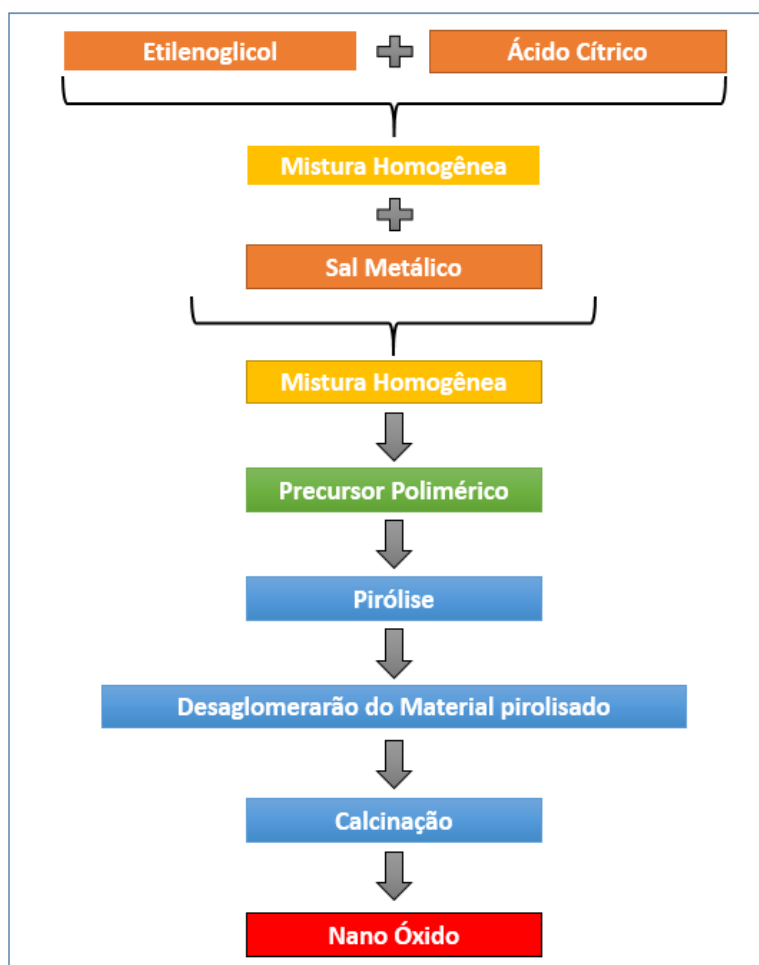 Etilenoglicol
Ácido Cítrico
Mistura Homogênea
Sal Metálico
Mistura Homogênea
Precursor Polimérico
Pirólise
Desaglomerarão do Material pirolisado
Calcinação
Nano Óxido